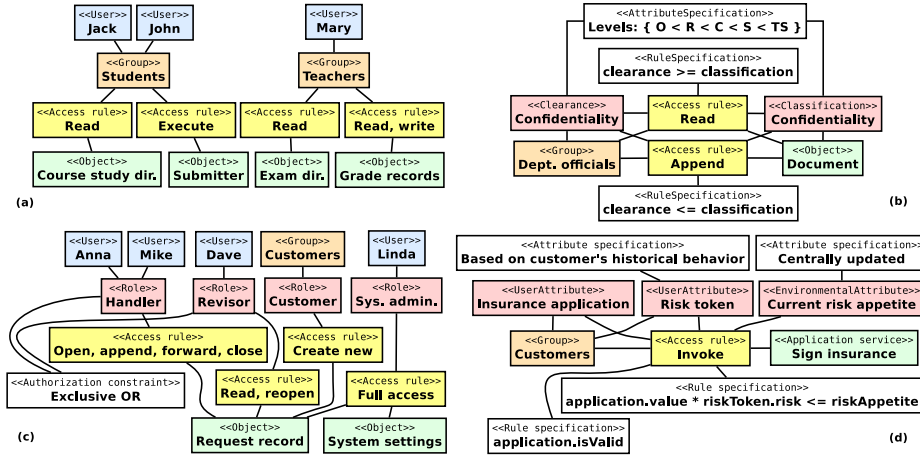 <<User>>
Jack
<<User>>
John
<<User>>
Mary
<<Group>>
Students
<<Group>>
Teachers
<<Access rule>>
Read
<<Access rule>>
Execute
<<Access rule>>
Read
<<Access rule>>
Read, write
<<Object>>
Course study dir.
<<Object>>
Submitter
<<Object>>
Exam dir.
<<Object>>
Grade records
(a)
<<AttributeSpecification>>
Levels: { O < R < C < S < TS }
<<RuleSpecification>>
clearance >= classification
<<Clearance>>
Confidentiality
<<Access rule>>
Read
<<Classification>>
Confidentiality
<<Group>>
Dept. officials
<<Access rule>>
Append
<<Object>>
Document
<<RuleSpecification>>
clearance <= classification
(b)
<<User>>
Anna
<<User>>
Mike
<<User>>
Dave
<<Group>>
Customers
<<User>>
Linda
<<Role>>
Handler
<<Role>>
Revisor
<<Role>>
Customer
<<Role>>
Sys. admin.
<<Access rule>>
Open, append, forward, close
<<Access rule>>
Create new
<<Authorization constraint>>
Exclusive OR
<<Access rule>>
Read, reopen
<<Access rule>>
Full access
<<Object>>
Request record
<<Object>>
System settings
(c)
<<Attribute specification>>
Based on customer's historical behavior
<<Attribute specification>>
Centrally updated
<<UserAttribute>>
Insurance application
<<UserAttribute>>
Risk token
<<EnvironmentalAttribute>>
Current risk appetite
<<Group>>
Customers
<<Access rule>>
Invoke
<<Application service>>
Sign insurance
<<Rule specification>>
application.value * riskToken.risk <= riskAppetite
<<Rule specification>>
application.isValid
(d)